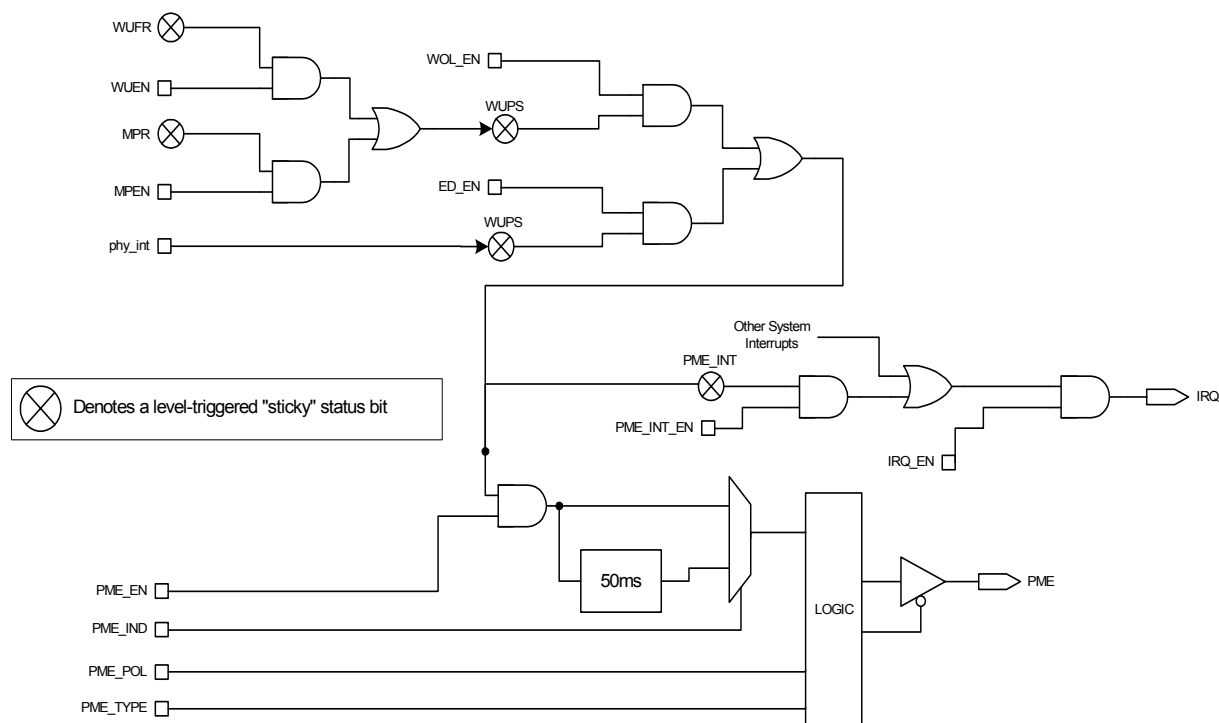 WUFR
WUEN
MPR
MPEN
phy_int
WOL_EN
WUPS
ED_EN
WUPS
Other System
Interrupts
PME_INT
PME_INT_EN
IRQ_EN
IRQ
Denotes a level-triggered "sticky" status bit
50ms
LOGIC
PME
PME_EN
PME_IND
PME_POL
PME_TYPE